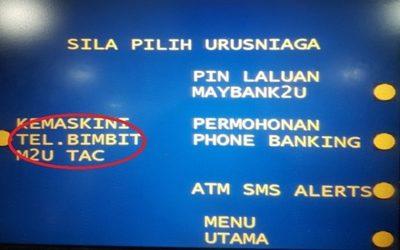 SILA PILIH URUSNIAGA
PIN LALUAN
MAYBANK2U
KEMASKINI
TEL.BIMBIT
M2U TAC
PERMOHONAN
PHONE BANKING
ATM SMS ALERTS
MENU
UTAMA